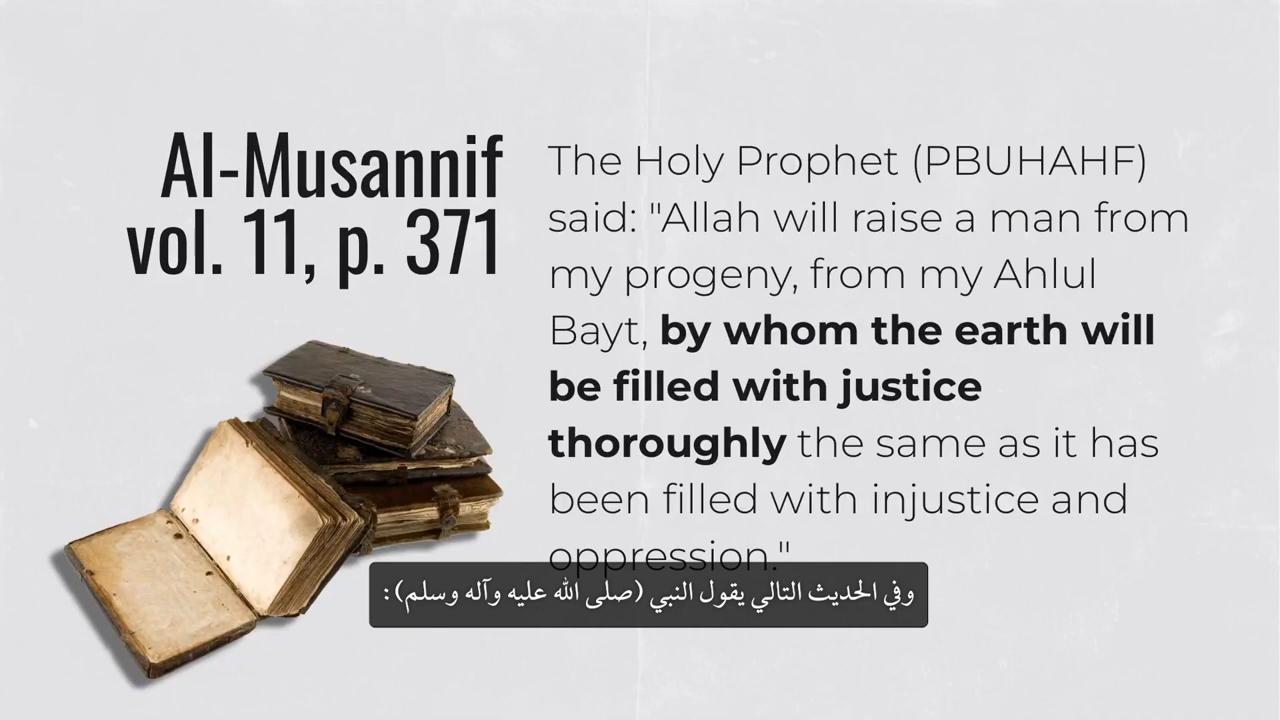 Al-Musannif
vol. 11, p. 371
The Holy Prophet (PBUHAHF)
said: "Allah will raise a man from
my progeny, from my Ahlul
Bayt, by whom the earth will
be filled with justice
thoroughly the same as it has
been filled with injustice and
oppression."
وفي الحديث التالي يقول النبي (صلى الله عليه وآله وسلم):